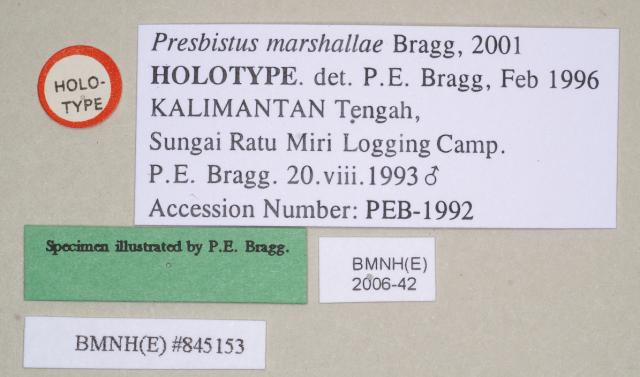 HOLO-
TYPE
Presbistus marshallae Bragg, 2001
HOLOTYPE. det. P.E. Bragg, Feb 1996
KALIMANTAN Tengah,
Sungai Ratu Miri Logging Camp.
P.E. Bragg. 20.viii.1993 ♂
Accession Number: PEB-1992
Specimen illustrated by P.E. Bragg.
BMNH(E)
2006-42
BMNH(E) #845153